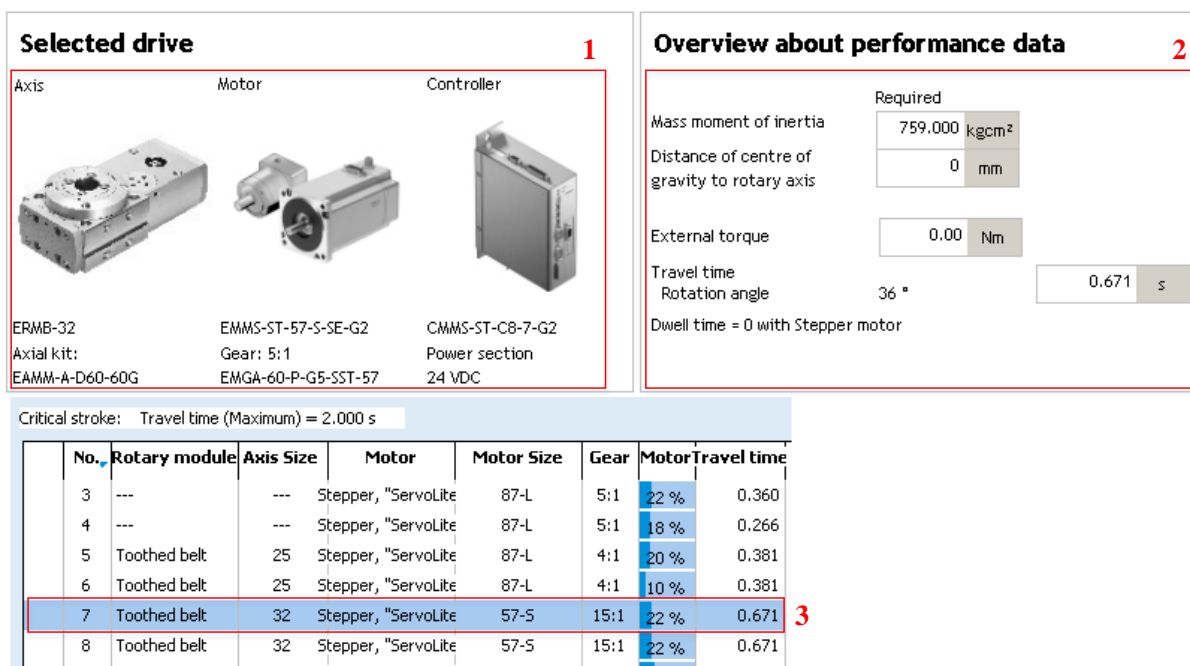 Selected drive
1
Axis Motor Controller
ERMB-32 EMMS-ST-57-S-SE-G2 CMMS-ST-C8-7-G2
Axial kit: Gear: 5:1 Power section
EAMM-A-D60-60G EMGA-60-P-G5-SST-57 24 VDC
Overview about performance data
2
Required
Mass moment of inertia 759.000 kgcm²
Distance of centre of
gravity to rotary axis 0 mm
External torque 0.00 Nm
Travel time
Rotation angle 36 ° 0.671 s
Dwell time = 0 with Stepper motor
Critical stroke: Travel time (Maximum) = 2.000 s
No. Rotary module Axis Size Motor Motor Size Gear Motor Travel time
3 --- --- Stepper, "ServoLite 87-L 5:1 22 % 0.360
4 --- --- Stepper, "ServoLite 87-L 5:1 18 % 0.266
5 Toothed belt 25 Stepper, "ServoLite 87-L 4:1 20 % 0.381
6 Toothed belt 25 Stepper, "ServoLite 87-L 4:1 10 % 0.381
7 Toothed belt 32 Stepper, "ServoLite 57-S 15:1 22 % 0.671
3
8 Toothed belt 32 Stepper, "ServoLite 57-S 15:1 22 % 0.671